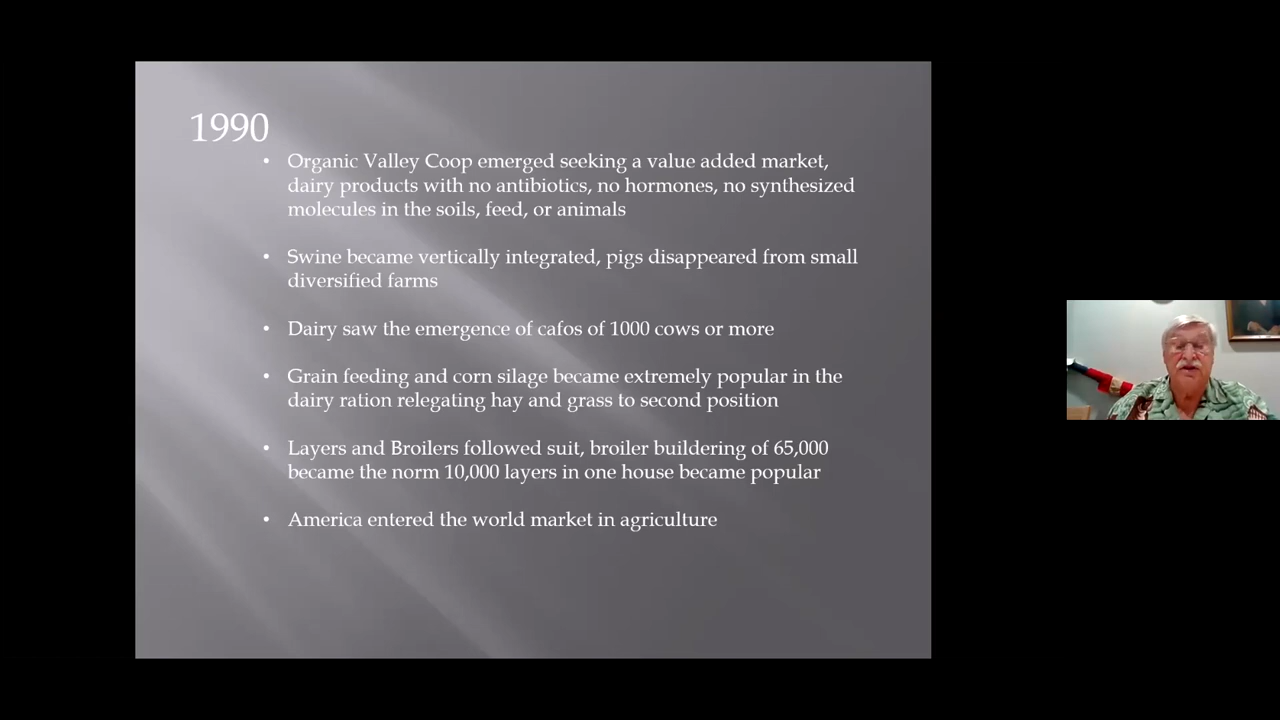 1990
• Organic Valley Coop emerged seeking a value added market,
dairy products with no antibiotics, no hormones, no synthesized
molecules in the soils, feed, or animals
• Swine became vertically integrated, pigs disappeared from small
diversified farms
• Dairy saw the emergence of cafos of 1000 cows or more
• Grain feeding and corn silage became extremely popular in the
dairy ration relegating hay and grass to second position
• Layers and Broilers followed suit, broiler buildering of 65,000
became the norm 10,000 layers in one house became popular
• America entered the world market in agriculture